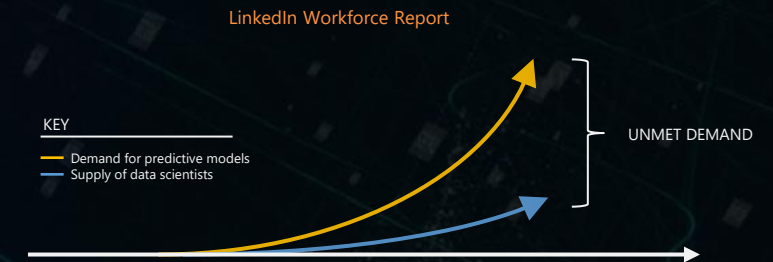 LinkedIn Workforce Report
KEY
Demand for predictive models
Supply of data scientists
UNMET DEMAND